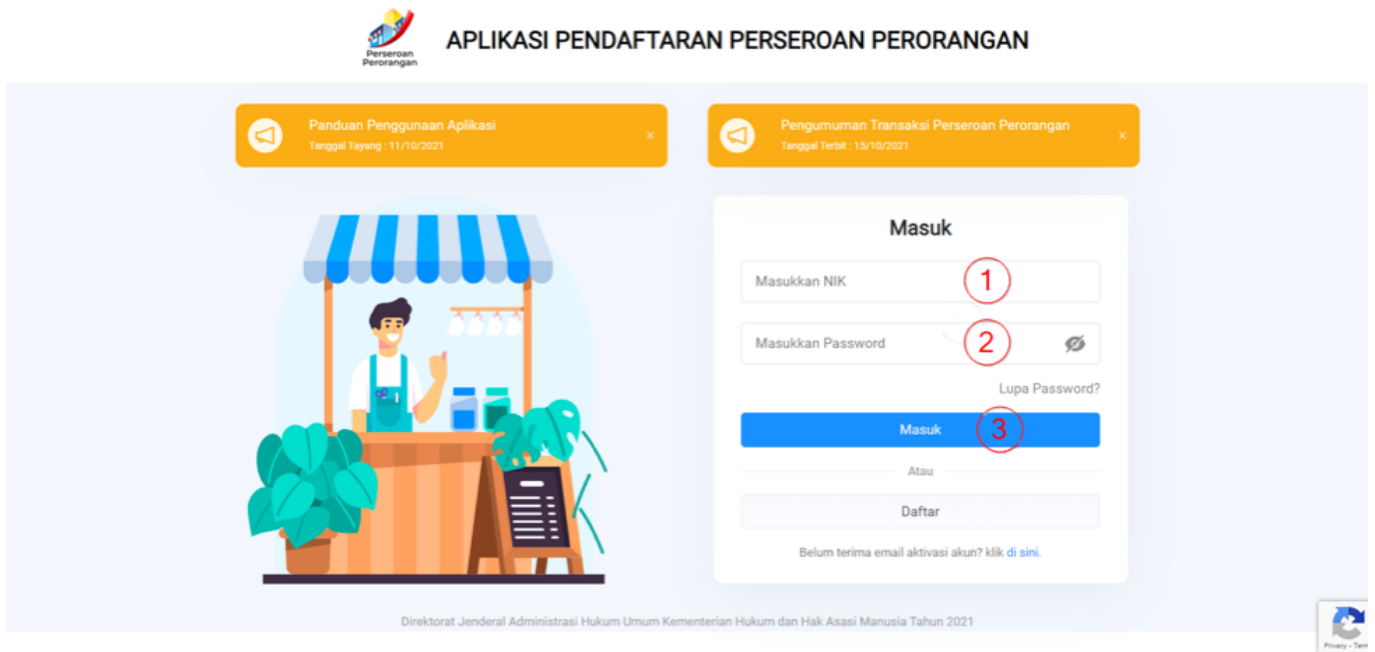 Perseroan
Perorangan
APLIKASI PENDAFTARAN PERSEROAN PERORANGAN
Panduan Penggunaan Aplikasi
Tanggal Tayang : 11/10/2021
×
Pengumuman Transaksi Perseroan Perorangan
Tanggal Terbit : 15/10/2021
×
Masuk
Masukkan NIK
1
Masukkan Password
2
Lupa Password?
Masuk
3
Atau
Daftar
Belum terima email aktivasi akun? klik di sini.
Direktorat Jenderal Administrasi Hukum Umum Kementerian Hukum dan Hak Asasi Manusia Tahun 2021
Privacy - Term